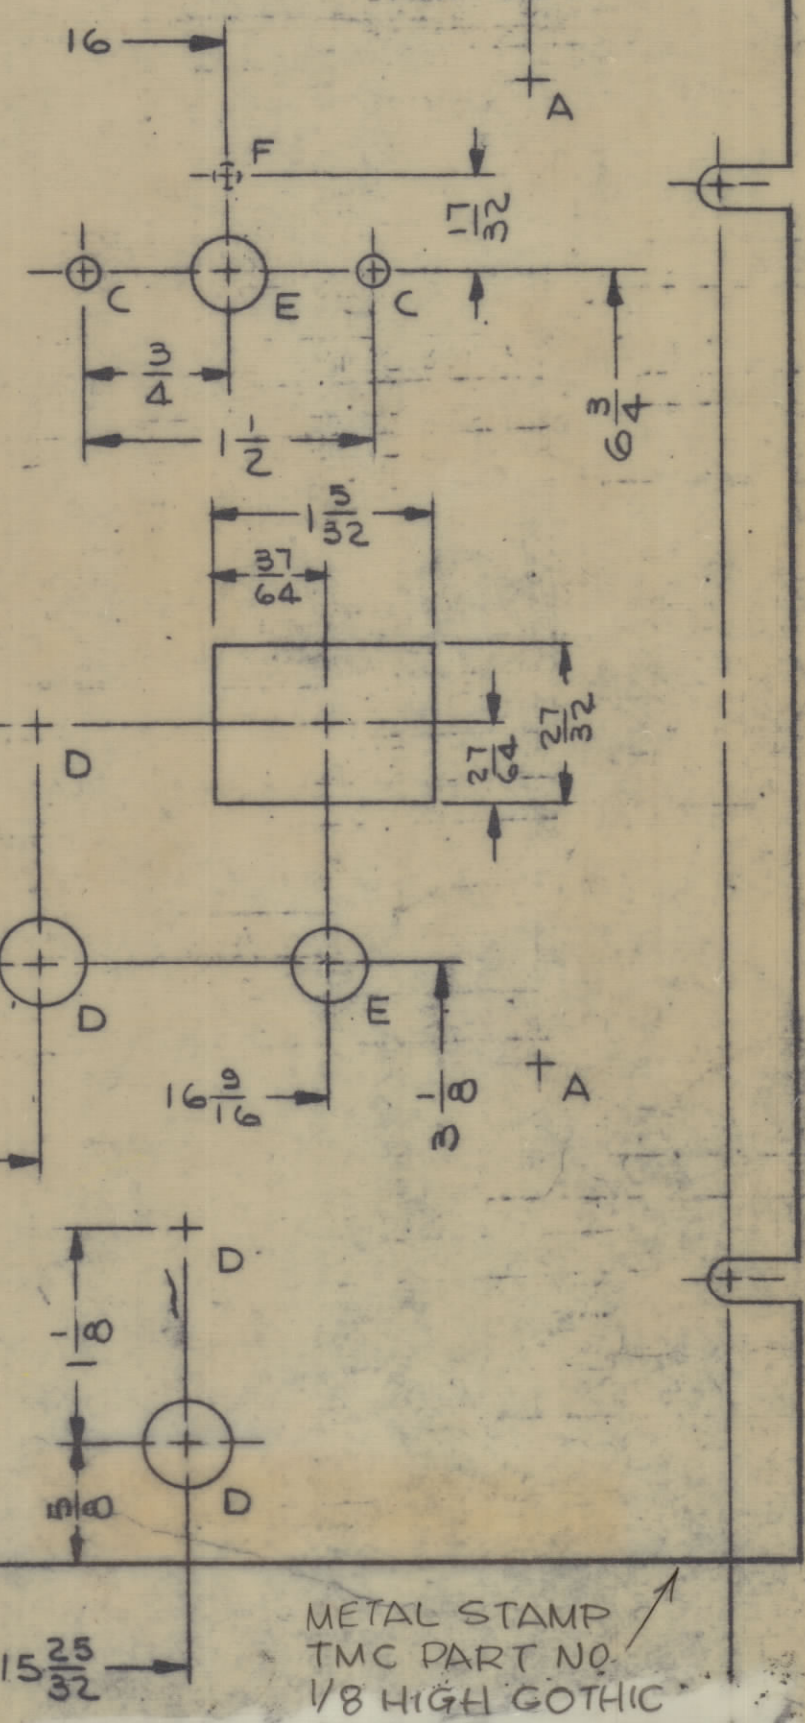 16
A
F
17/32
C
E
C
3/4
6 3/4
1 1/2
1 5/32
37/64
27/32
27/64
D
D
E
16 9/16
3 1/8
A
D
1 1/8
5/8
D
15 25/32
METAL STAMP
TMC PART NO.
1/8 HIGH GOTHIC